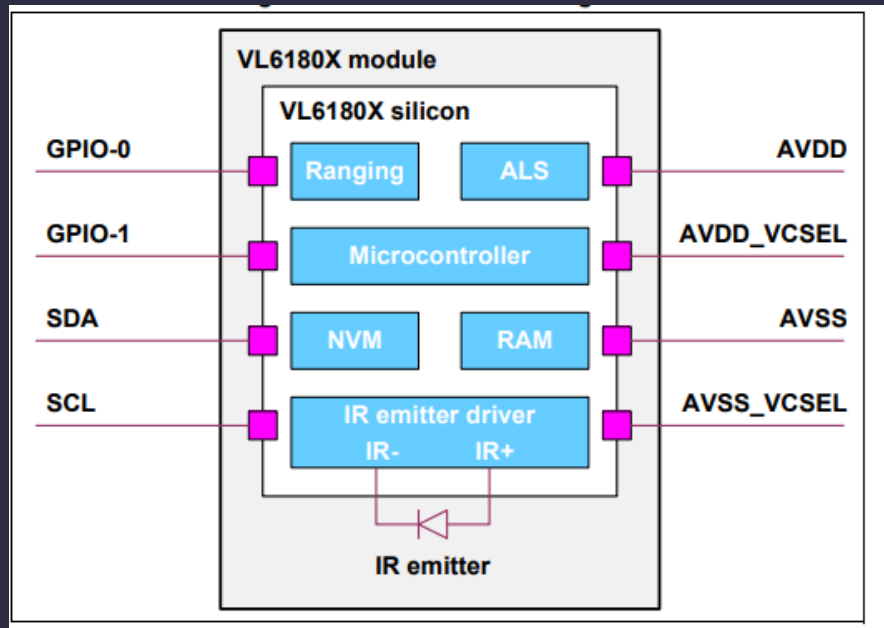 VL6180X module
VL6180X silicon
GPIO-0
Ranging
ALS
AVDD
GPIO-1
Microcontroller
AVDD_VCSEL
SDA
NVM
RAM
AVSS
SCL
IR emitter driver
AVSS_VCSEL
IR-
IR+
IR emitter